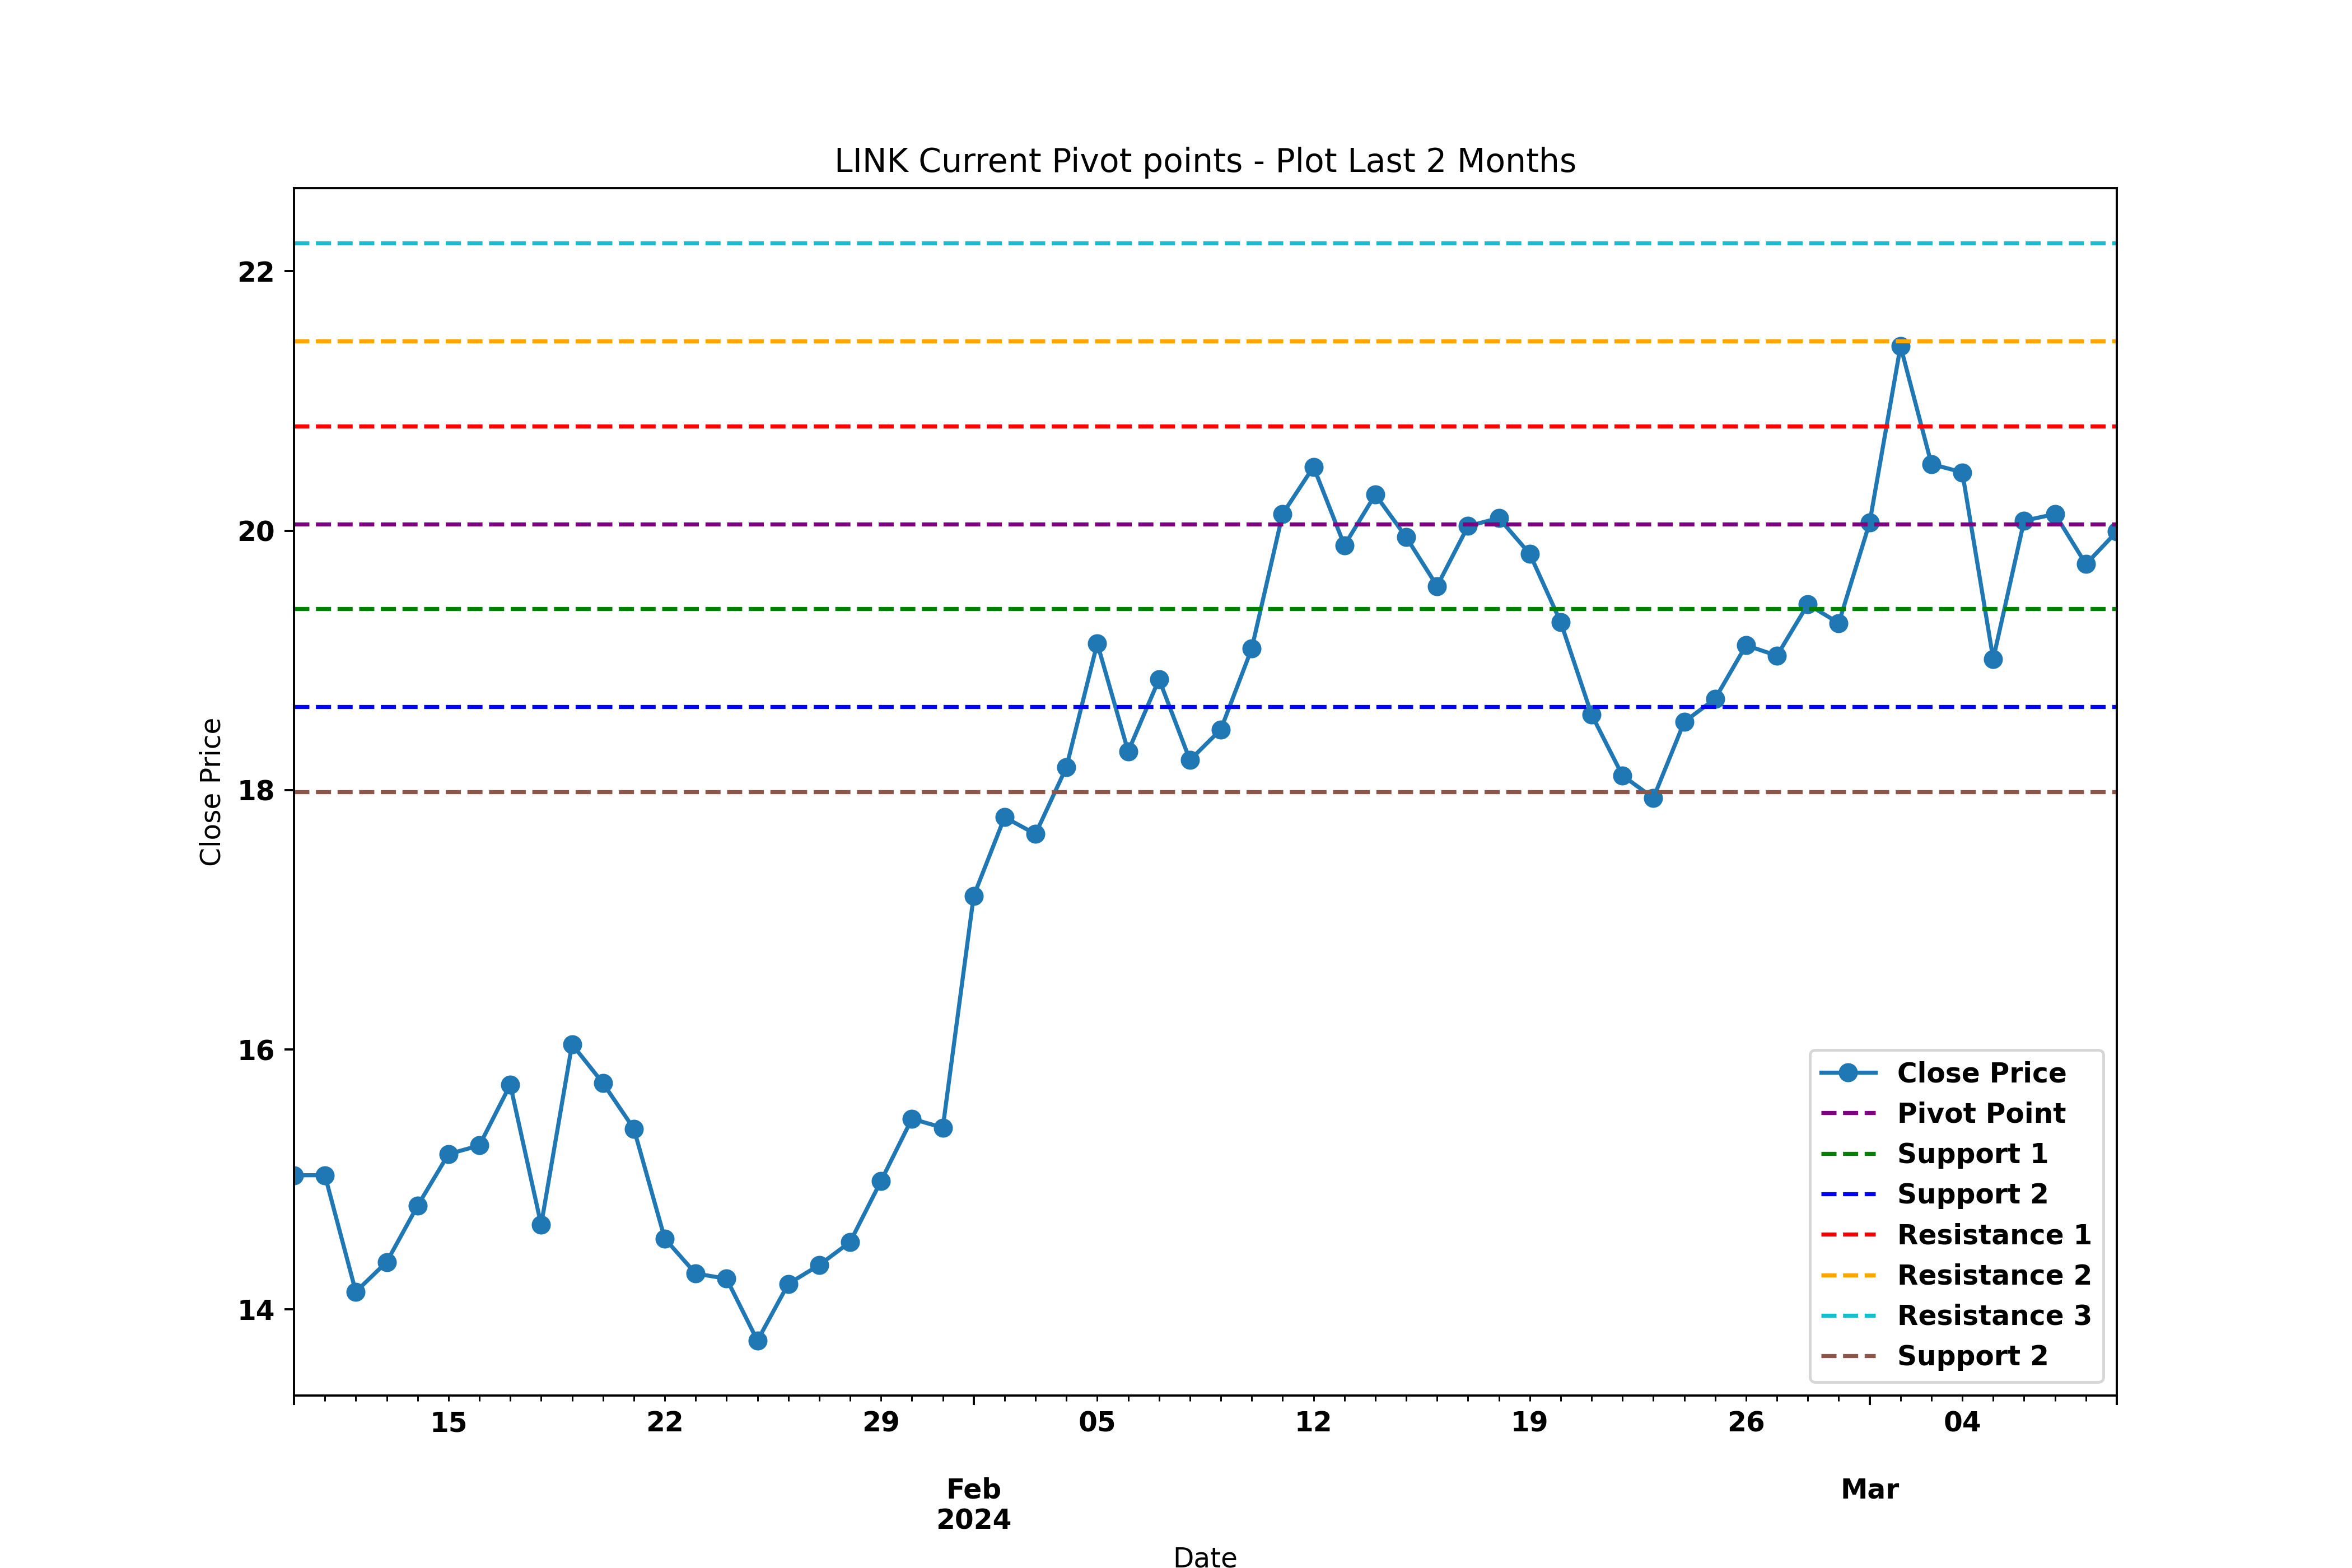 LINK Current Pivot points - Plot Last 2 Months
22
20
18
16
14
Close Price
Close Price
Pivot Point
Support 1
Support 2
Resistance 1
Resistance 2
Resistance 3
Support 2
15 22 29 05 12 19 26 04
Feb Mar
2024
Date